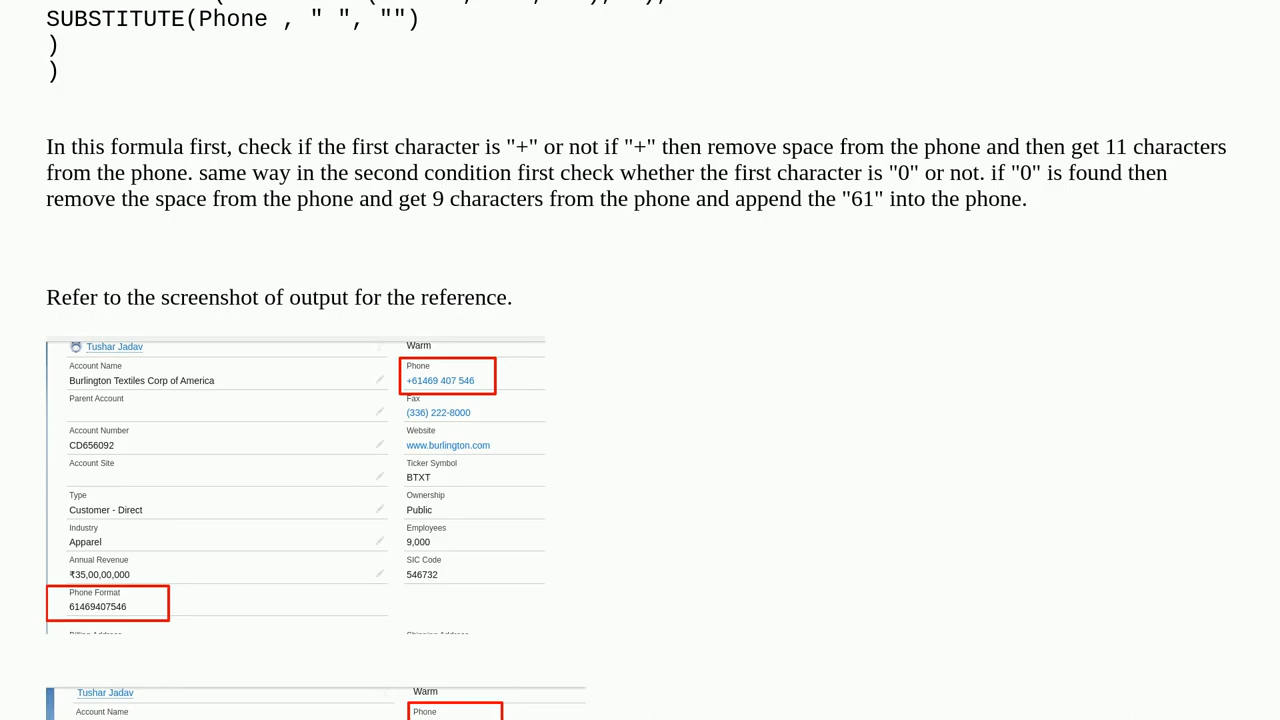 SUBSTITUTE(Phone , " ", "")
)
)
In this formula first, check if the first character is "+" or not if "+" then remove space from the phone and then get 11 characters
from the phone. same way in the second condition first check whether the first character is "0" or not. if "0" is found then
remove the space from the phone and get 9 characters from the phone and append the "61" into the phone.
Refer to the screenshot of output for the reference.
Tushar Jadav
Warm
Account Name
Phone
Burlington Textiles Corp of America
+61469 407 546
Parent Account
Fax
(336) 222-8000
Account Number
Website
CD656092
www.burlington.com
Account Site
Ticker Symbol
BTXT
Type
Ownership
Customer - Direct
Public
Industry
Employees
Apparel
9,000
Annual Revenue
SIC Code
₹35,00,00,000
546732
Phone Format
61469407546
Tushar Jadav
Warm
Account Name
Phone